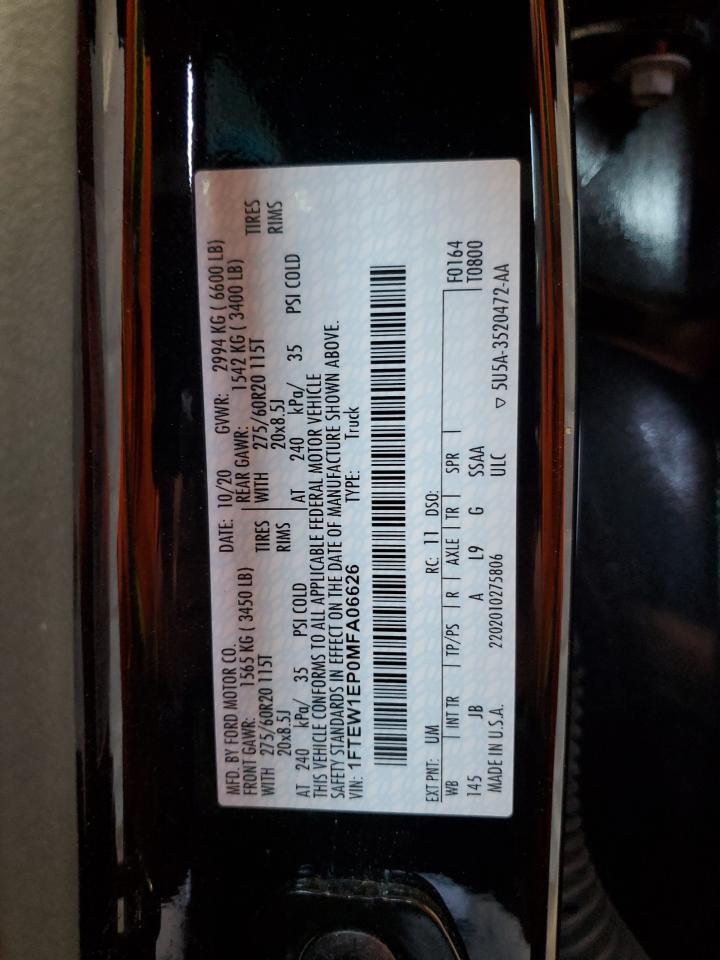 MFD. BY FORD MOTOR CO. DATE: 10/20 GVWR: 2994 KG ( 6600 LB)
FRONT GAWR: 1565 KG ( 3450 LB) REAR GAWR: 1542 KG ( 3400 LB)
WITH 275/60R20 115T TIRES WITH 275/60R20 115T TIRES
20x8.5J RIMS 20x8.5J RIMS
AT 240 kPa/ 35 PSI COLD AT 240 kPa/ 35 PSI COLD
THIS VEHICLE CONFORMS TO ALL APPLICABLE FEDERAL MOTOR VEHICLE
SAFETY STANDARDS IN EFFECT ON THE DATE OF MANUFACTURE SHOWN ABOVE.
VIN: 1FTEW1EP0MFA06626 TYPE: Truck
EXT PNT: UM RC: 11 DSO: F0164
WB INT TR TP/PS R AXLE TR SPR T0800
145 JB A L9 G SSAA
MADE IN U.S.A. 2202010275806 ULC ▽ 5U5A-3520472-AA